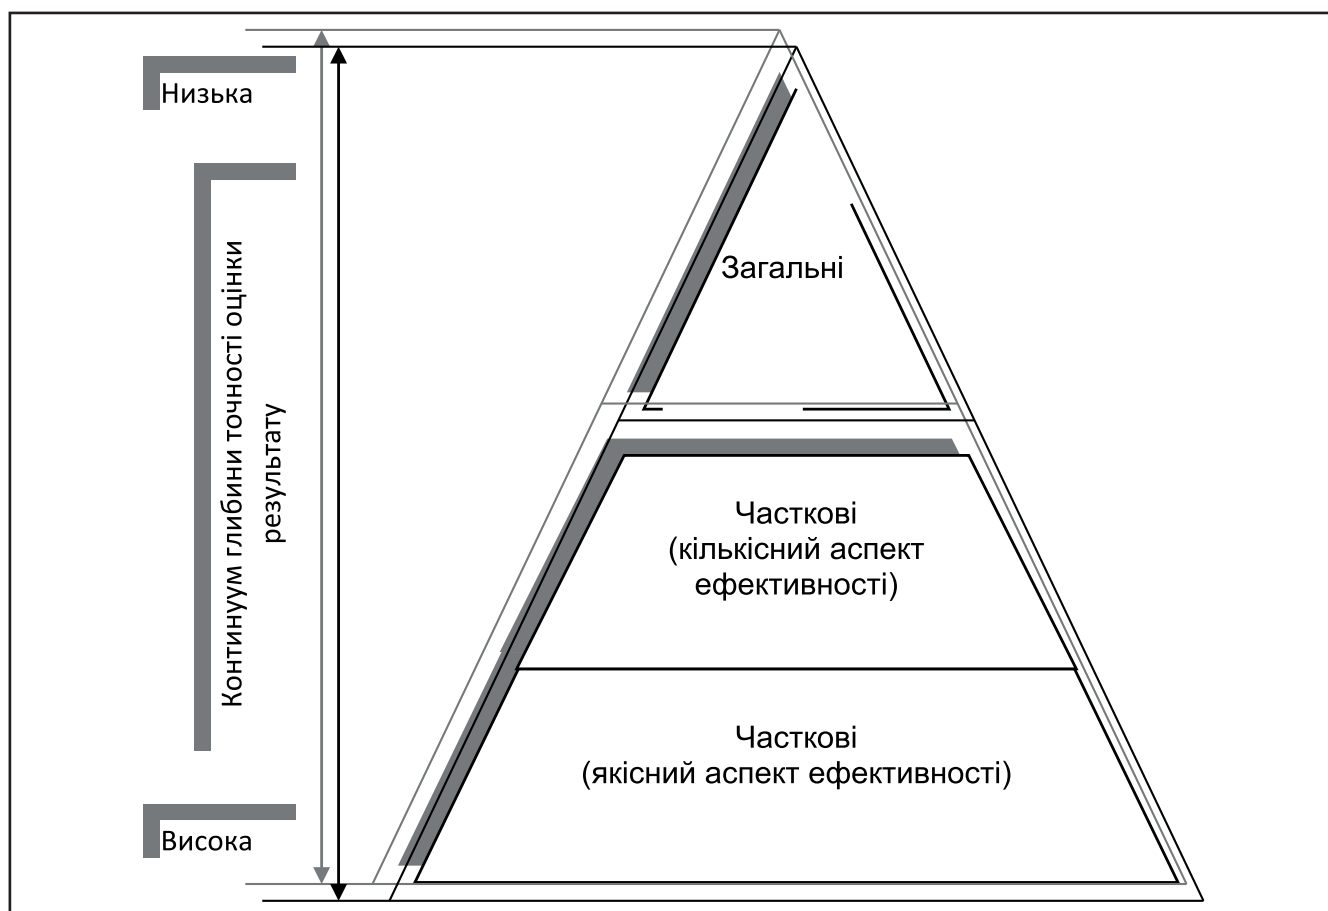 Низька
Континуум глибини точності оцінки
результату
Висока
Загальні
Часткові
(кількісний аспект
ефективності)
Часткові
(якісний аспект ефективності)